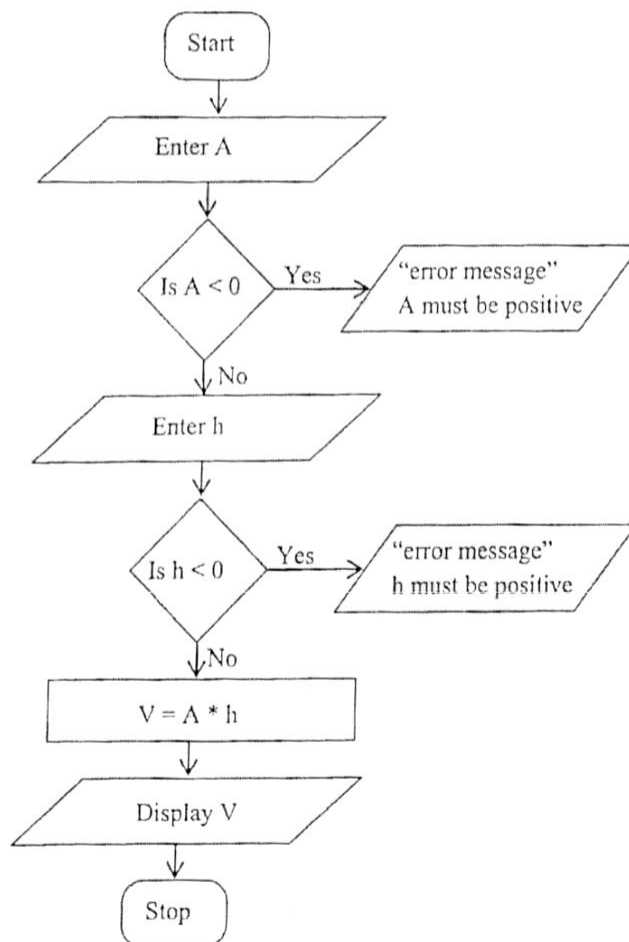 Start
Enter A
Is A < 0
Yes
"error message"
A must be positive
No
Enter h
Is h < 0
Yes
"error message"
h must be positive
No
V = A * h
Display V
Stop